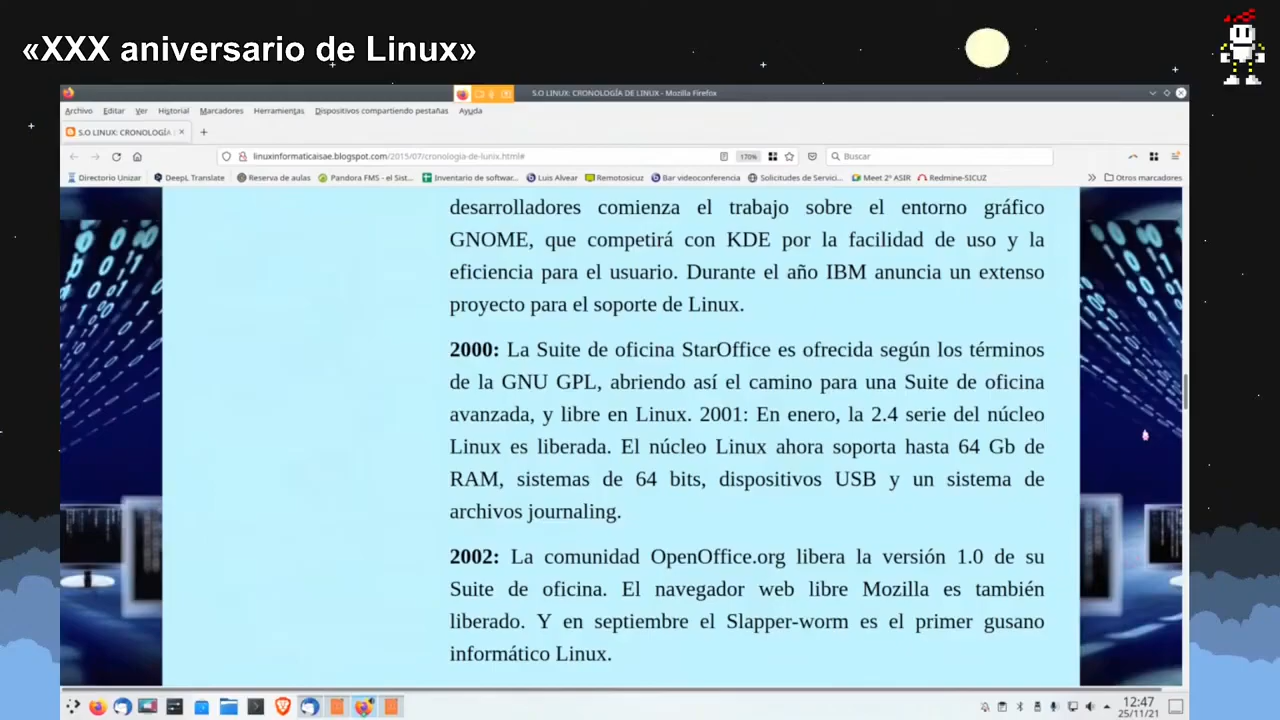 «XXX aniversario de Linux»
S.O LINUX: CRONOLOGÍA DE LINUX - Mozilla Firefox
Archivo Editar Ver Historial Marcadores Herramientas Dispositivos compartiendo pestañas Ayuda
S.O LINUX: CRONOLOGÍA
linuxinformaticaisae.blogspot.com/2015/07/cronologia-de-lunix.html# 170% Buscar
Directorio Unizar DeepL Translate Reserva de aulas Pandora FMS - el Sist... Inventario de softwar... Luis Alvear Remotosicuz Bar videoconferencia Solicitudes de Servici... Meet 2º ASIR Redmine-SICUZ Otros marcadores
desarrolladores comienza el trabajo sobre el entorno gráfico
GNOME, que competirá con KDE por la facilidad de uso y la
eficiencia para el usuario. Durante el año IBM anuncia un extenso
proyecto para el soporte de Linux.
2000: La Suite de oficina StarOffice es ofrecida según los términos
de la GNU GPL, abriendo así el camino para una Suite de oficina
avanzada, y libre en Linux. 2001: En enero, la 2.4 serie del núcleo
Linux es liberada. El núcleo Linux ahora soporta hasta 64 Gb de
RAM, sistemas de 64 bits, dispositivos USB y un sistema de
archivos journaling.
2002: La comunidad OpenOffice.org libera la versión 1.0 de su
Suite de oficina. El navegador web libre Mozilla es también
liberado. Y en septiembre el Slapper-worm es el primer gusano
informático Linux.
12:47
25/11/21